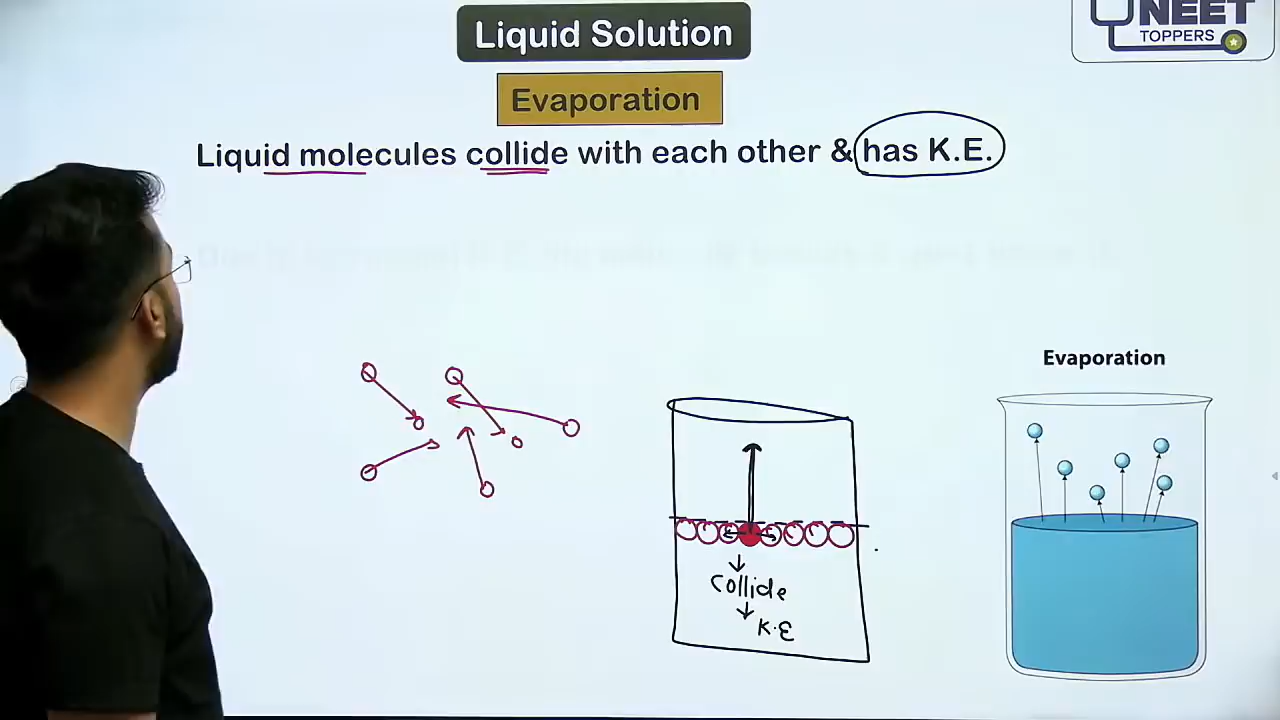 NEET
TOPPERS
Liquid Solution
Evaporation
Liquid molecules collide with each other & has K.E.
Evaporation
Collide
K.E